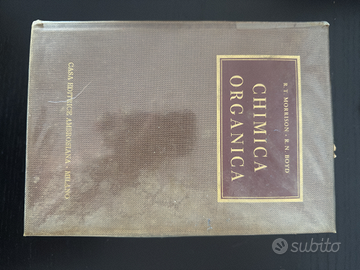 R.T. MORRISON - R.N. BOYD
CHIMICA
ORGANICA
CASA EDITRICE AMBROSIANA - MILANO
subito